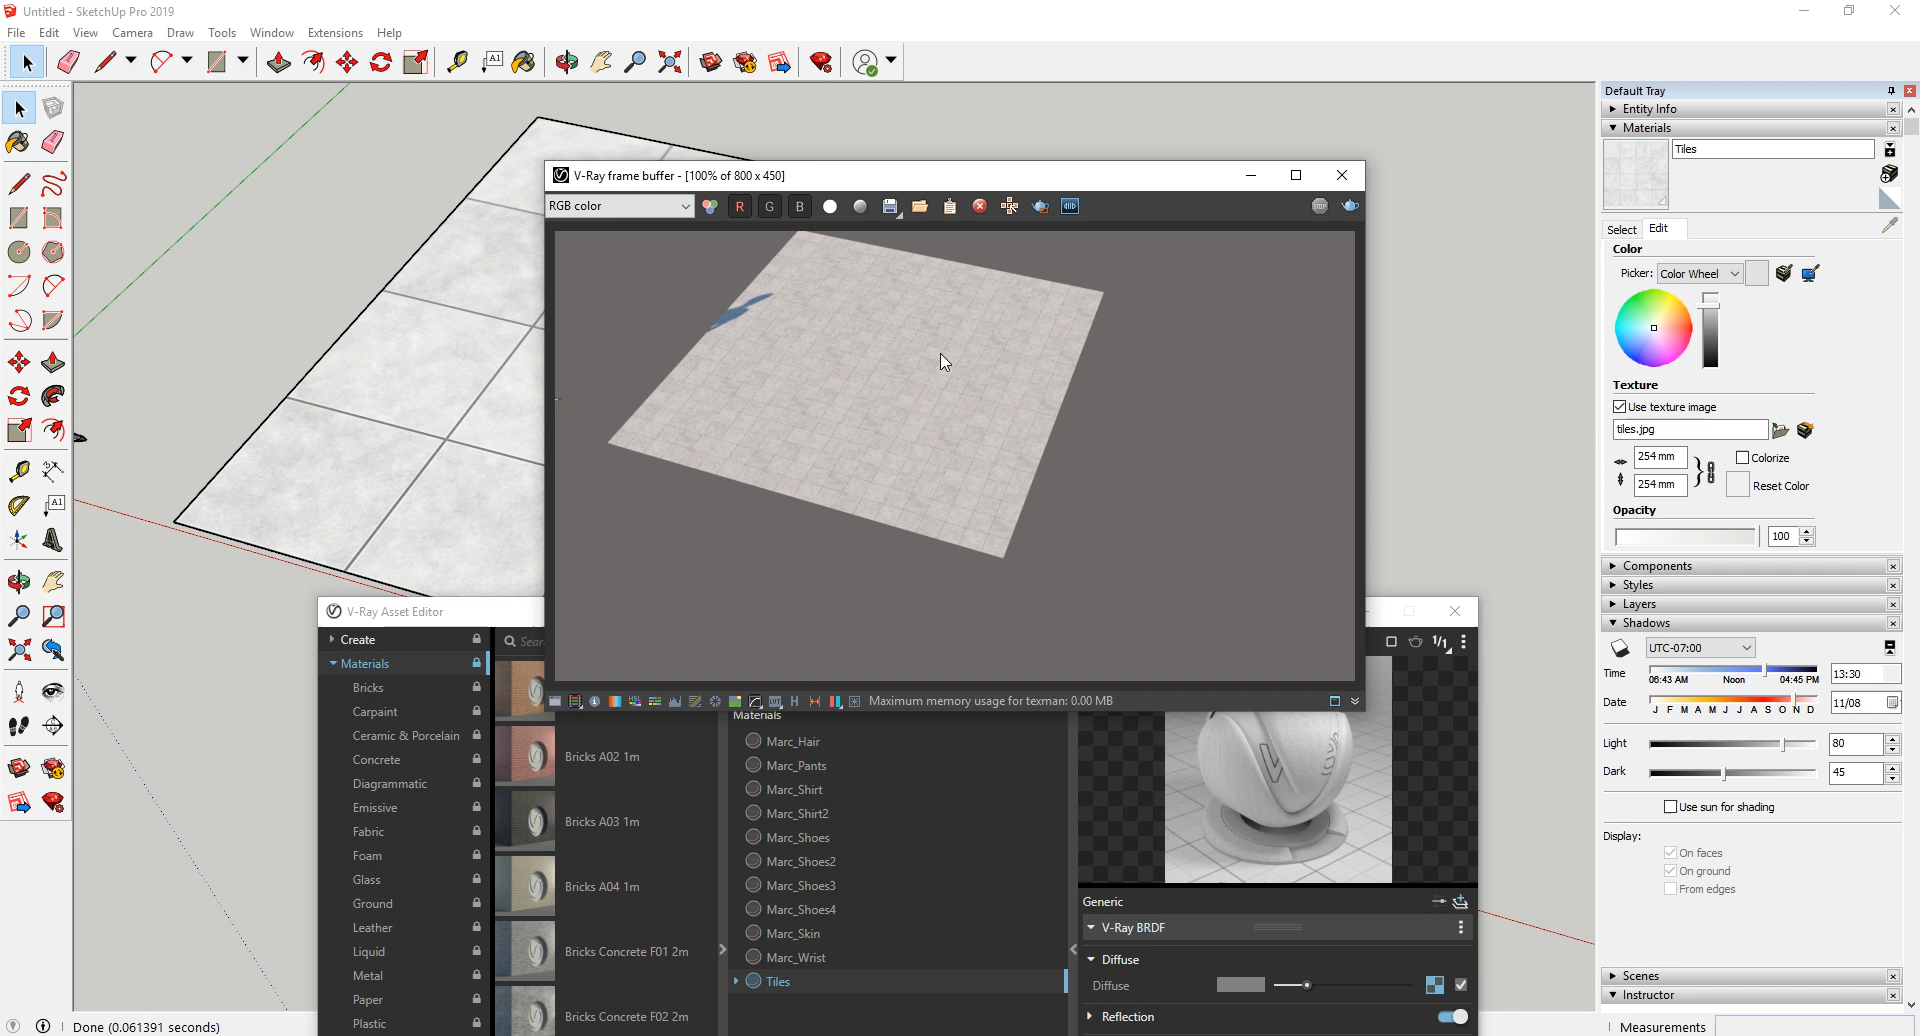 Untitled - SketchUp Pro 2019
File Edit View Camera Draw Tools Window Extensions Help
Default Tray
Entity Info
Materials
Tiles
Select Edit
Color
Picker: Color Wheel
Texture
Use texture image
tiles.jpg
254 mm
Colorize
254 mm
Reset Color
Opacity
100
Components
Styles
Layers
Shadows
UTC-07:00
Time
06:43 AM Noon 04:45 PM
13:30
Date
J F M A M J J A S O N D
11/08
Light
80
Dark
45
Use sun for shading
Display:
On faces
On ground
From edges
Scenes
Instructor
Measurements
V-Ray frame buffer - [100% of 800 x 450]
RGB color
R G B
STOP
HSL
H
Maximum memory usage for texman: 0.00 MB
V-Ray Asset Editor
Create
Materials
Bricks
Carpaint
Ceramic & Porcelain
Concrete
Diagrammatic
Emissive
Fabric
Foam
Glass
Ground
Leather
Liquid
Metal
Paper
Plastic
Sear
Bricks A02 1m
Bricks A03 1m
Bricks A04 1m
Bricks Concrete F01 2m
Bricks Concrete F02 2m
Materials
Marc_Hair
Marc_Pants
Marc_Shirt
Marc_Shirt2
Marc_Shoes
Marc_Shoes2
Marc_Shoes3
Marc_Shoes4
Marc_Skin
Marc_Wrist
Tiles
1/1
Generic
V-Ray BRDF
Diffuse
Diffuse
Reflection
A1
A1
Done (0.061391 seconds)